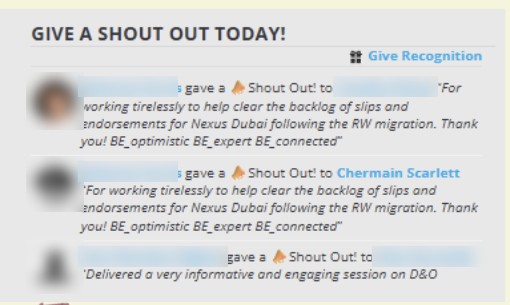 GIVE A SHOUT OUT TODAY!
Give Recognition
s gave a Shout Out! to "For
working tirelessly to help clear the backlog of slips and
endorsements for Nexus Dubai following the RW migration. Thank
you! BE_optimistic BE_expert BE_connected"
s gave a Shout Out! to Chermain Scarlett
"For working tirelessly to help clear the backlog of slips and
endorsements for Nexus Dubai following the RW migration. Thank
you! BE_optimistic BE_expert BE_connected"
gave a Shout Out! to
"Delivered a very informative and engaging session on D&O